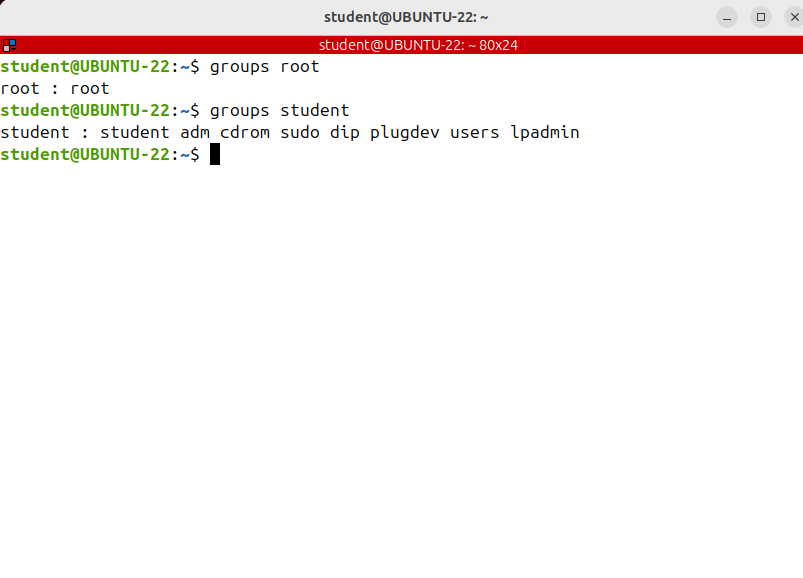 student@UBUNTU-22: ~
student@UBUNTU-22: ~ 80x24
student@UBUNTU-22:~$ groups root
root : root
student@UBUNTU-22:~$ groups student
student : student adm cdrom sudo dip plugdev users lpadmin
student@UBUNTU-22:~$